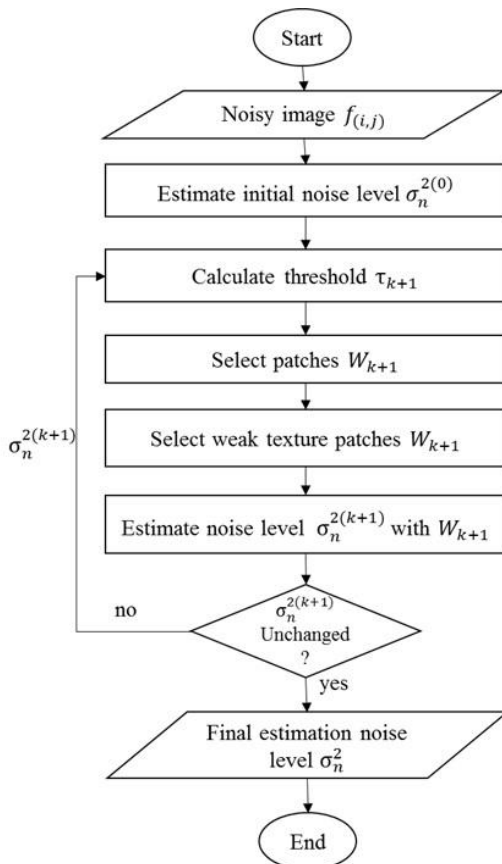 Start
Noisy image f₍ᵢ,ⱼ₎
Estimate initial noise level σₙ²⁽⁰⁾
Calculate threshold τₖ₊₁
Select patches Wₖ₊₁
σₙ²⁽ᵏ⁺¹⁾
Select weak texture patches Wₖ₊₁
Estimate noise level σₙ²⁽ᵏ⁺¹⁾ with Wₖ₊₁
σₙ²⁽ᵏ⁺¹⁾
Unchanged
?
no
yes
Final estimation noise
level σₙ²
End